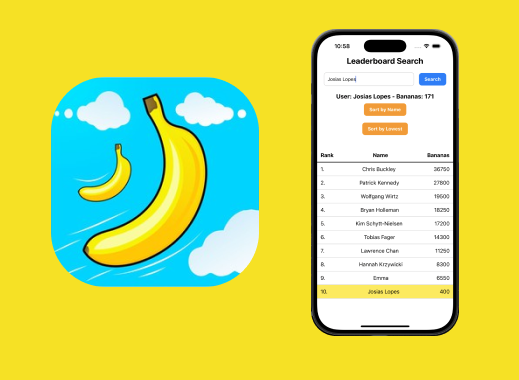 10:58
Leaderboard Search
Josias Lopes
Search
User: Josias Lopes - Bananas: 171
Sort by Name
Sort by Lowest
Rank Name Bananas
1. Chris Buckley 36750
2. Patrick Kennedy 27800
3. Wolfgang Wirtz 19500
4. Bryan Holleman 18250
5. Kim Schytt-Nielsen 17200
6. Tobias Fager 14300
7. Lawrence Chan 11250
8. Hannah Krzywicki 8300
9. Emma 6550
10. Josias Lopes 400